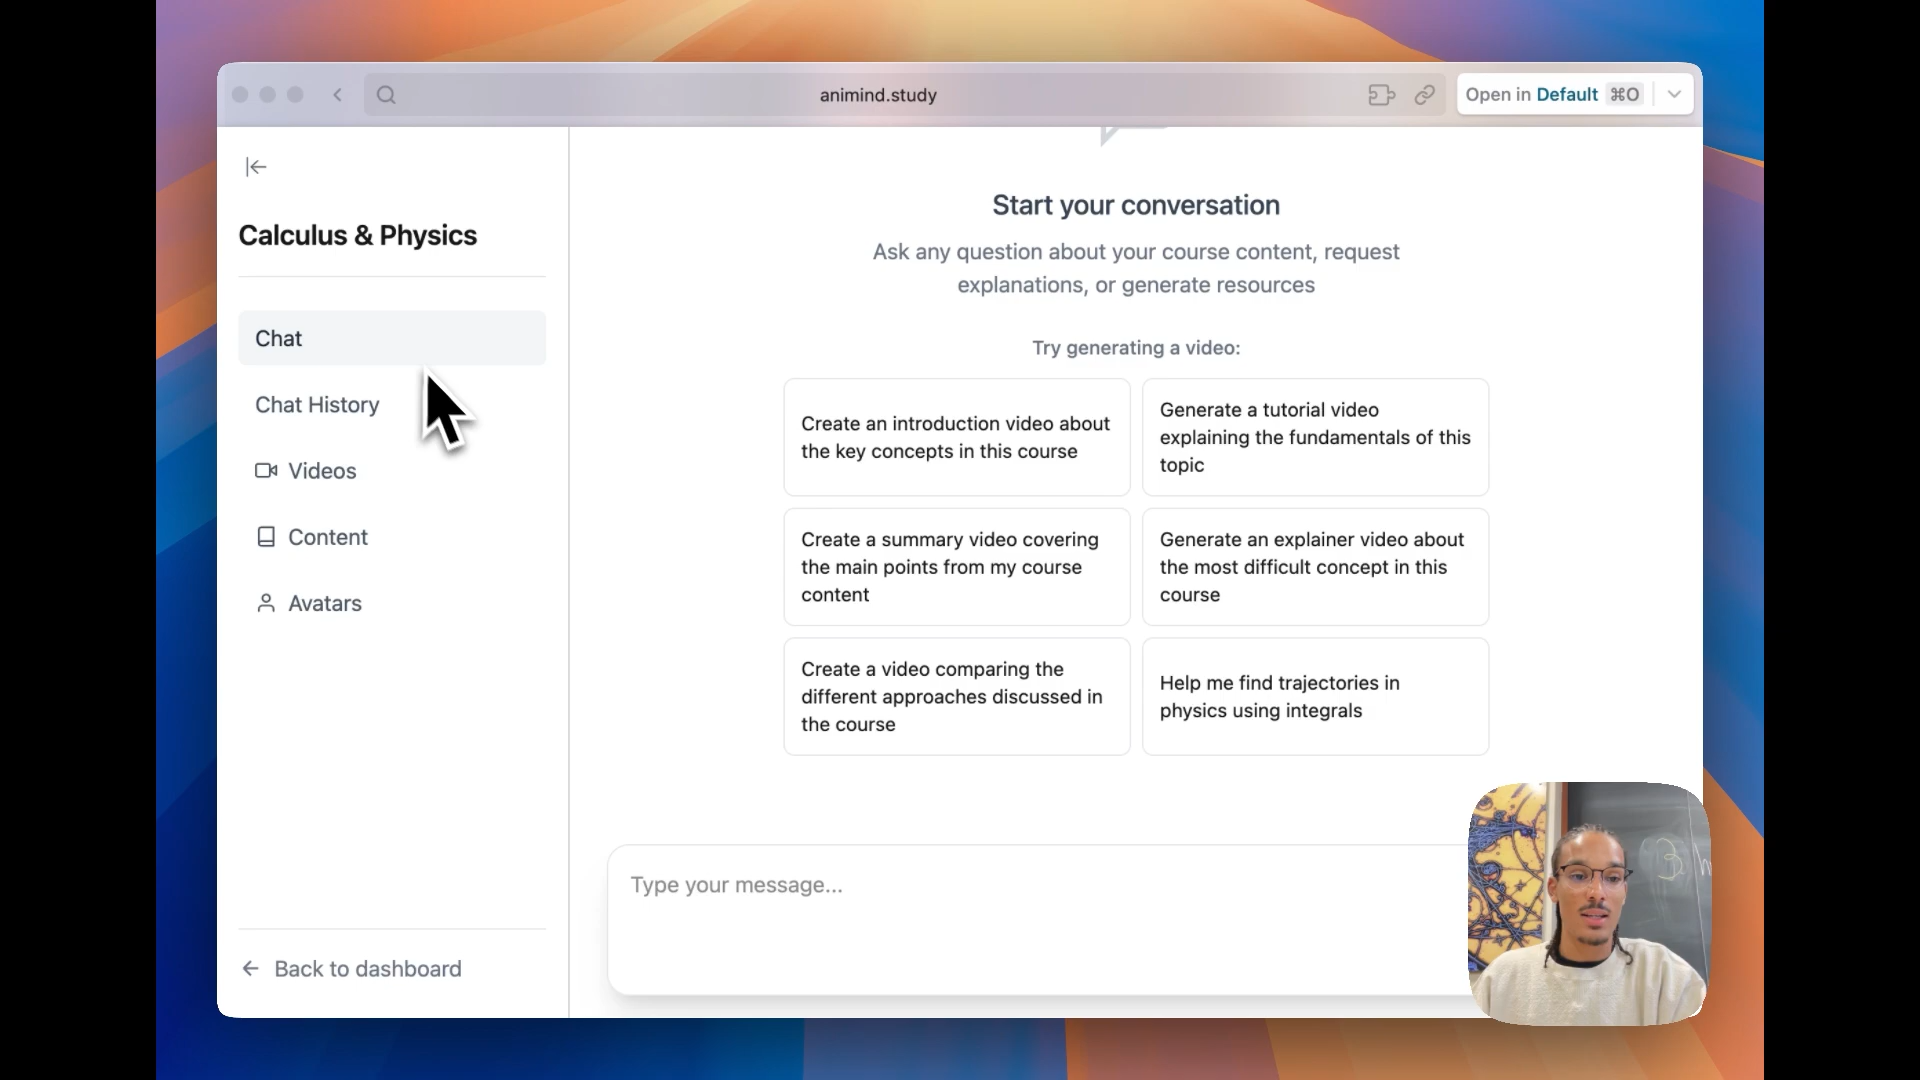 animind.study
Open in Default ⌘O
Calculus & Physics
Chat
Chat History
Videos
Content
Avatars
Back to dashboard
Start your conversation
Ask any question about your course content, request
explanations, or generate resources
Try generating a video:
Create an introduction video about
the key concepts in this course
Generate a tutorial video
explaining the fundamentals of this
topic
Create a summary video covering
the main points from my course
content
Generate an explainer video about
the most difficult concept in this
course
Create a video comparing the
different approaches discussed in
the course
Help me find trajectories in
physics using integrals
Type your message...